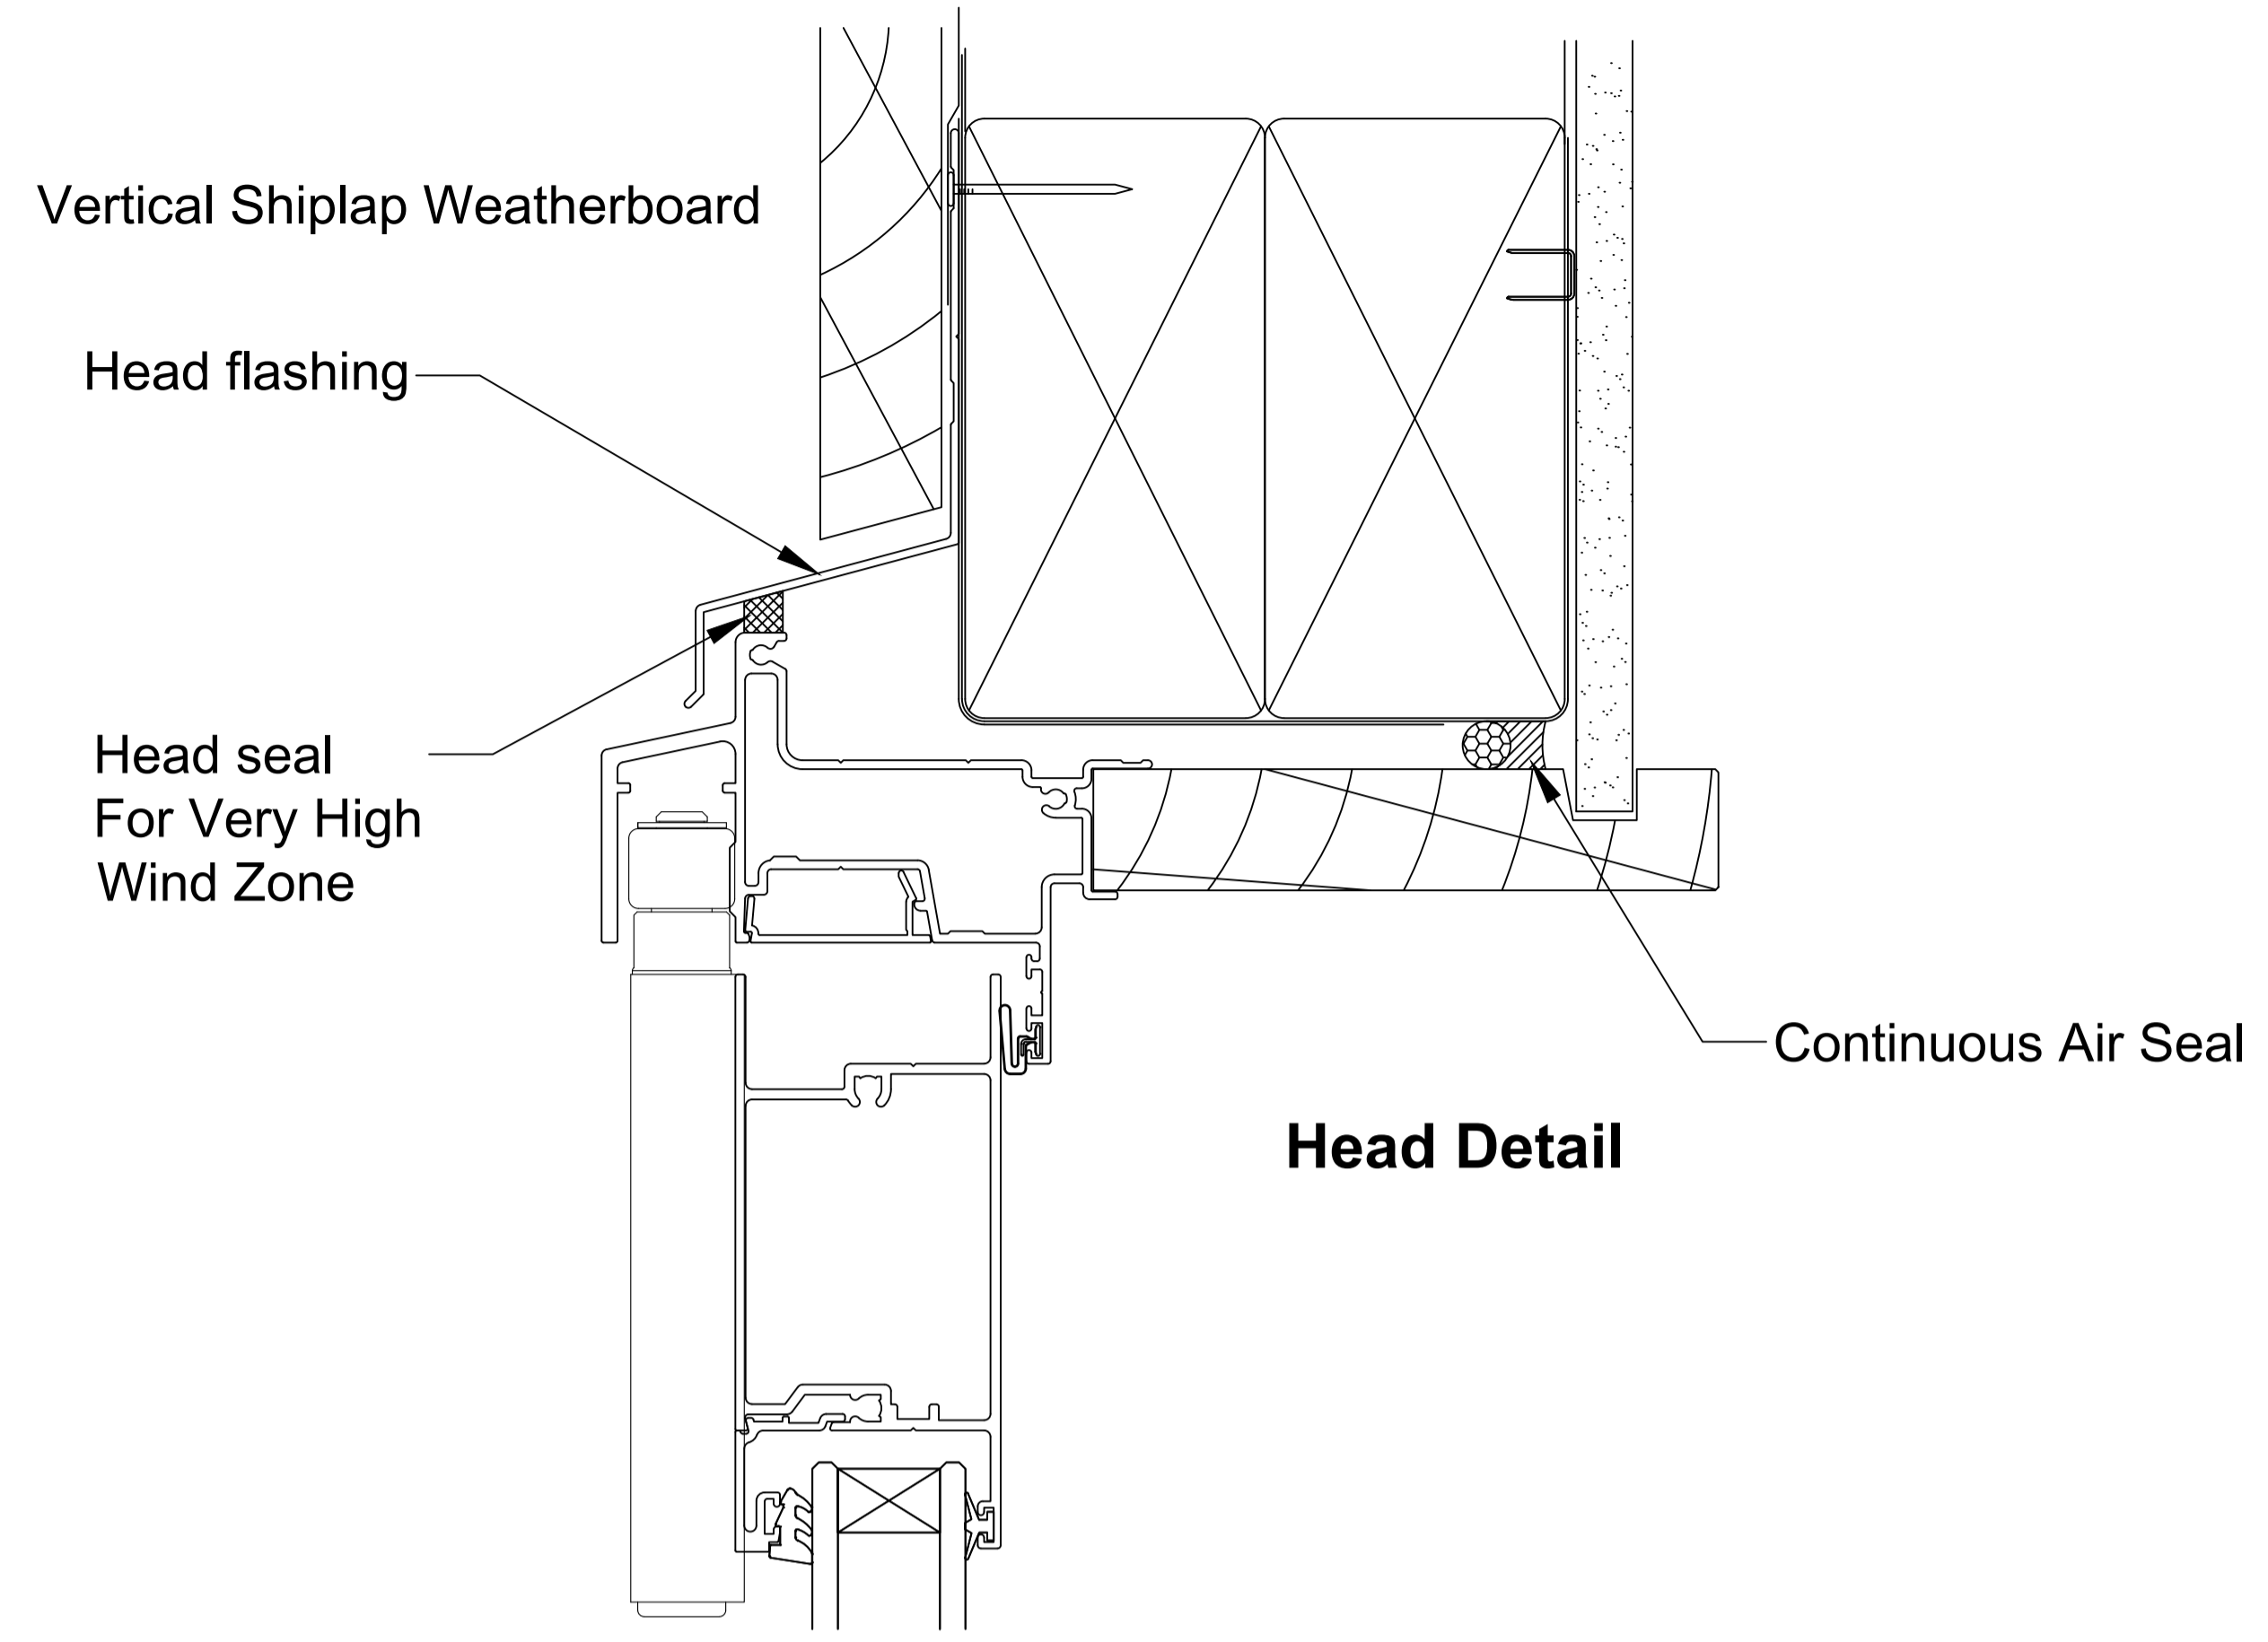 Vertical Shiplap Weatherboard
Head flashing
Head seal
For Very High
Wind Zone
Continuous Air Seal
Head Detail